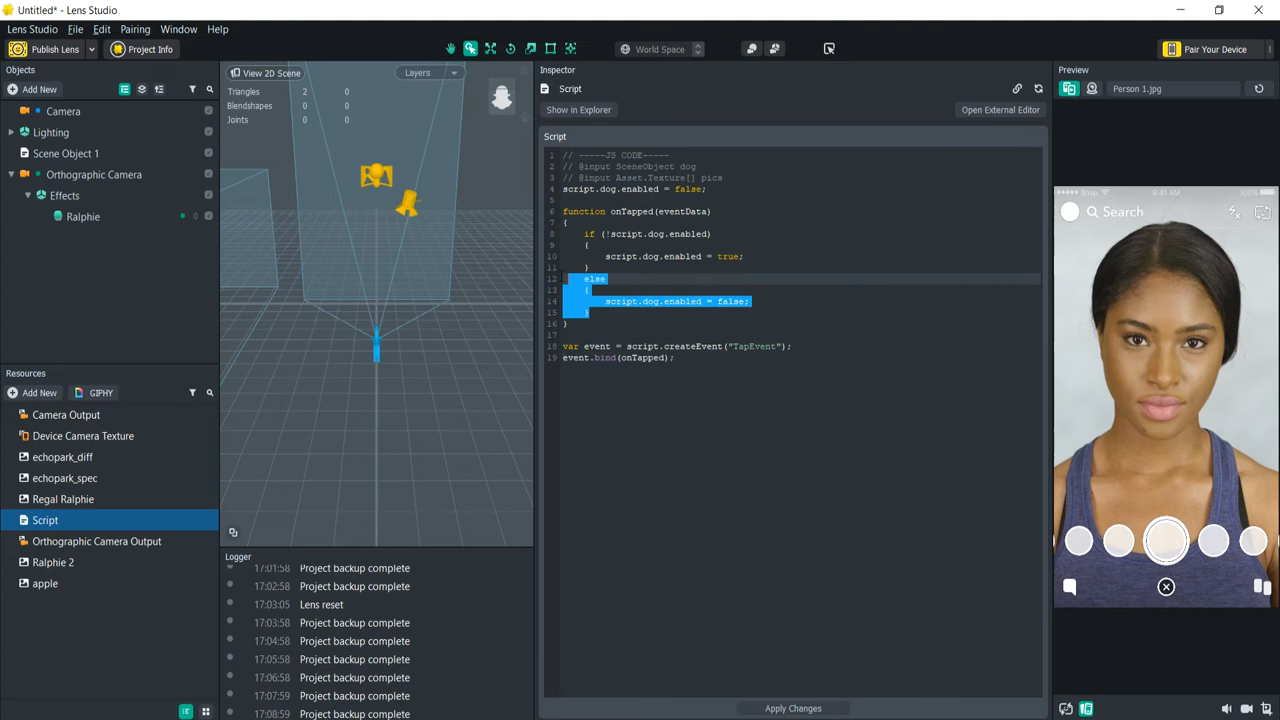 Untitled* - Lens Studio
Lens Studio File Edit Pairing Window Help
Publish Lens Project Info World Space Pair Your Device
Objects
Add New
Camera
Lighting
Scene Object 1
Orthographic Camera
Effects
Ralphie 0
Resources
Add New GIPHY
Camera Output
Device Camera Texture
echopark_diff
echopark_spec
Regal Ralphie
Script
Orthographic Camera Output
Ralphie 2
apple
View 2D Scene Layers
Triangles 2 0
Blendshapes 0 0
Joints 0 0
Logger
17:01:58 Project backup complete
17:02:58 Project backup complete
17:03:05 Lens reset
17:03:58 Project backup complete
17:04:58 Project backup complete
17:05:58 Project backup complete
17:06:58 Project backup complete
17:07:59 Project backup complete
17:08:59 Project backup complete
Inspector
Script
Show in Explorer Open External Editor
Script
1 // -----JS CODE-----
2 // @input SceneObject dog
3 // @input Asset.Texture[] pics
4 script.dog.enabled = false;
5
6 function onTapped(eventData)
7 {
8 if (!script.dog.enabled)
9 {
10 script.dog.enabled = true;
11 }
12 else
13 {
14 script.dog.enabled = false;
15 }
16 }
17
18 var event = script.createEvent("TapEvent");
19 event.bind(onTapped);
Apply Changes
Preview
Person 1.jpg
Snap 9:41 AM 100%
Search